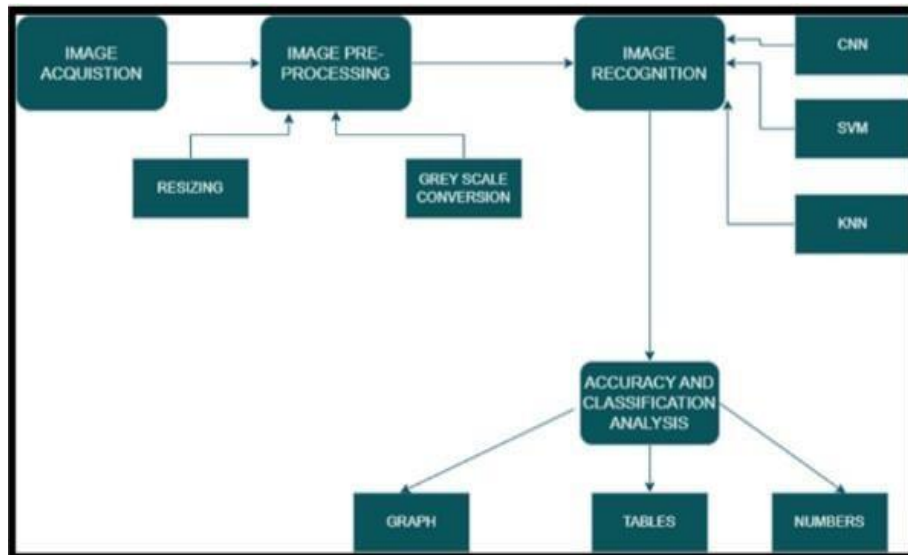 IMAGE
ACQUISTION
IMAGE PRE-
PROCESSING
IMAGE
RECOGNITION
CNN
SVM
KNN
RESIZING
GREY SCALE
CONVERSION
ACCURACY AND
CLASSIFICATION
ANALYSIS
GRAPH
TABLES
NUMBERS